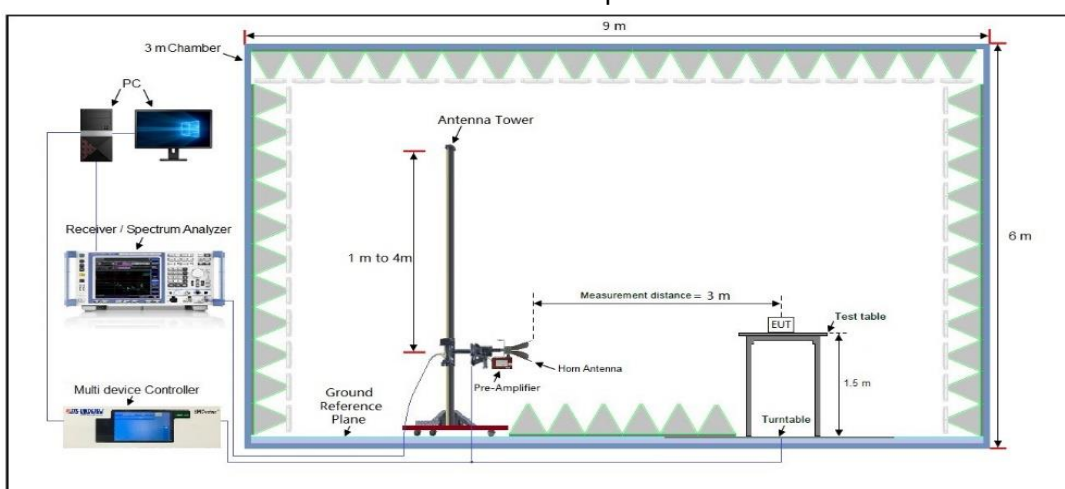 9 m
3 m Chamber
PC
Antenna Tower
Receiver / Spectrum Analyzer
1 m to 4m
6 m
Measurement distance = 3 m
EUT
Test table
Horn Antenna
Pre-Amplifier
1.5 m
Multi device Controller
Ground
Reference
Plane
Turntable